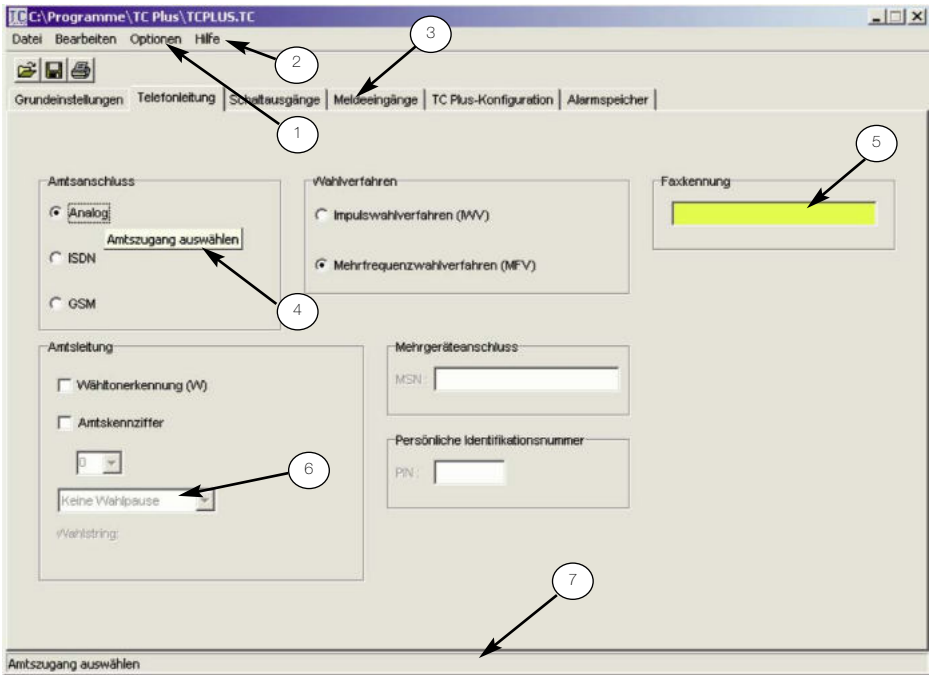 TC C:\Programme\TC Plus\TCPLUS.TC
Datei Bearbeiten Optionen Hilfe
3
2
Grundeinstellungen Telefonleitung Schaltausgänge Meldeeingänge TC Plus-Konfiguration Alarmspeicher
1
5
Amtsanschluss
Analog
Amtszugang auswählen
ISDN
GSM
4
Wahlverfahren
Impulswahlverfahren (IWV)
Mehrfrequenzwahlverfahren (MFV)
Faxkennung
Amtsleitung
Wähltonerkennung (W)
Amtskennziffer
0
Keine Wahlpause
6
Wahlstring:
Mehrgeräteanschluss
MSN:
Persönliche Identifikationsnummer
PIN:
7
Amtszugang auswählen